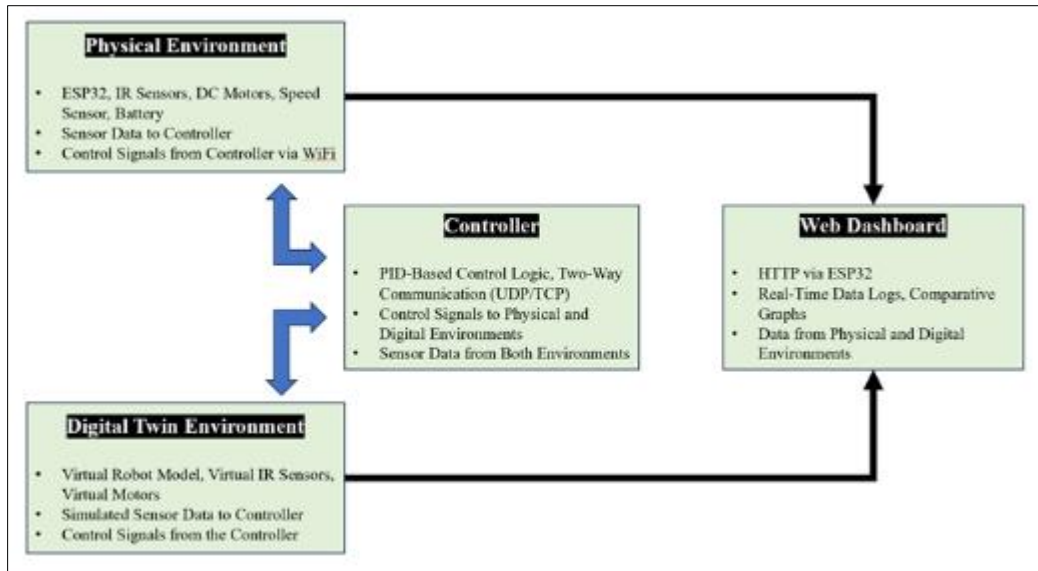 Physical Environment
• ESP32, IR Sensors, DC Motors, Speed
Sensor, Battery
• Sensor Data to Controller
• Control Signals from Controller via WiFi
Controller
• PID-Based Control Logic, Two-Way
Communication (UDP/TCP)
• Control Signals to Physical and
Digital Environments
• Sensor Data from Both Environments
Web Dashboard
• HTTP via ESP32
• Real-Time Data Logs, Comparative
Graphs
• Data from Physical and Digital
Environments
Digital Twin Environment
• Virtual Robot Model, Virtual IR Sensors,
Virtual Motors
• Simulated Sensor Data to Controller
• Control Signals from the Controller